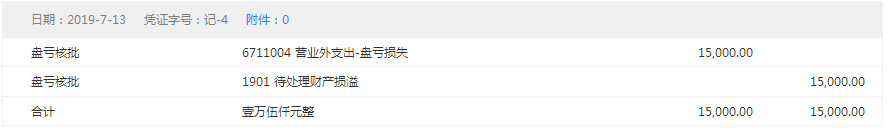 日期：2019-7-13 凭证字号：记-4 附件：0
盘亏核批 6711004 营业外支出-盘亏损失 15,000.00
盘亏核批 1901 待处理财产损溢 15,000.00
合计 壹万伍仟元整 15,000.00 15,000.00